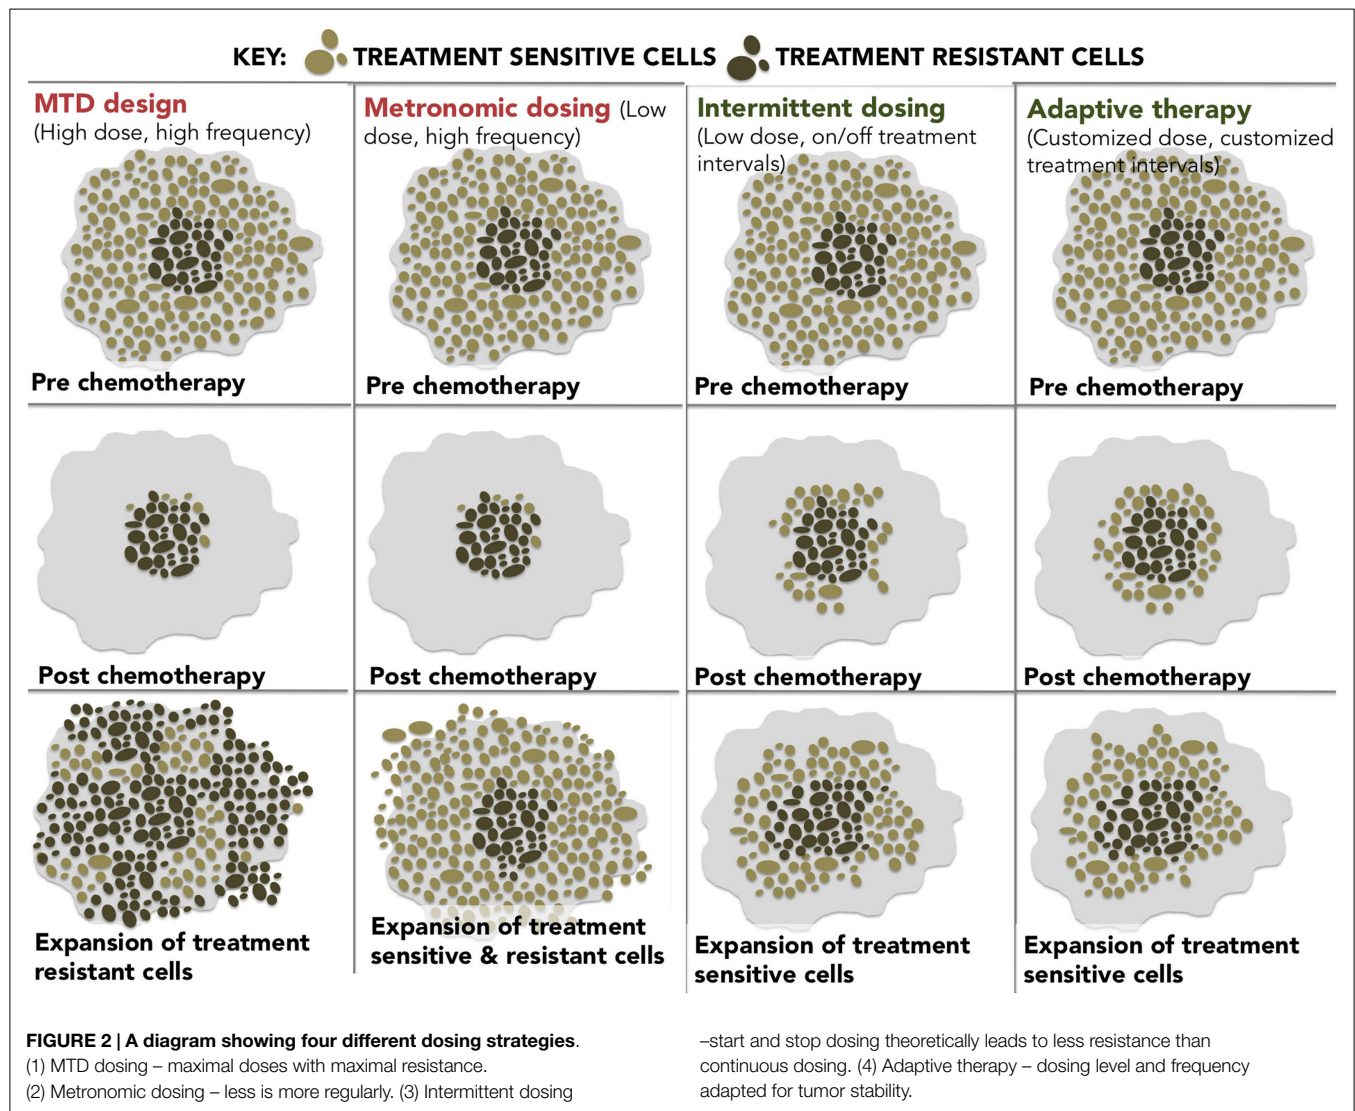 KEY: TREATMENT SENSITIVE CELLS TREATMENT RESISTANT CELLS
MTD design
(High dose, high frequency)
Metronomic dosing (Low
dose, high frequency)
Intermittent dosing
(Low dose, on/off treatment
intervals)
Adaptive therapy
(Customized dose, customized
treatment intervals)
Pre chemotherapy
Pre chemotherapy
Pre chemotherapy
Pre chemotherapy
Post chemotherapy
Post chemotherapy
Post chemotherapy
Post chemotherapy
Expansion of treatment
resistant cells
Expansion of treatment
sensitive & resistant cells
Expansion of treatment
sensitive cells
Expansion of treatment
sensitive cells
FIGURE 2 | A diagram showing four different dosing strategies.
(1) MTD dosing – maximal doses with maximal resistance.
(2) Metronomic dosing – less is more regularly. (3) Intermittent dosing
–start and stop dosing theoretically leads to less resistance than
continuous dosing. (4) Adaptive therapy – dosing level and frequency
adapted for tumor stability.